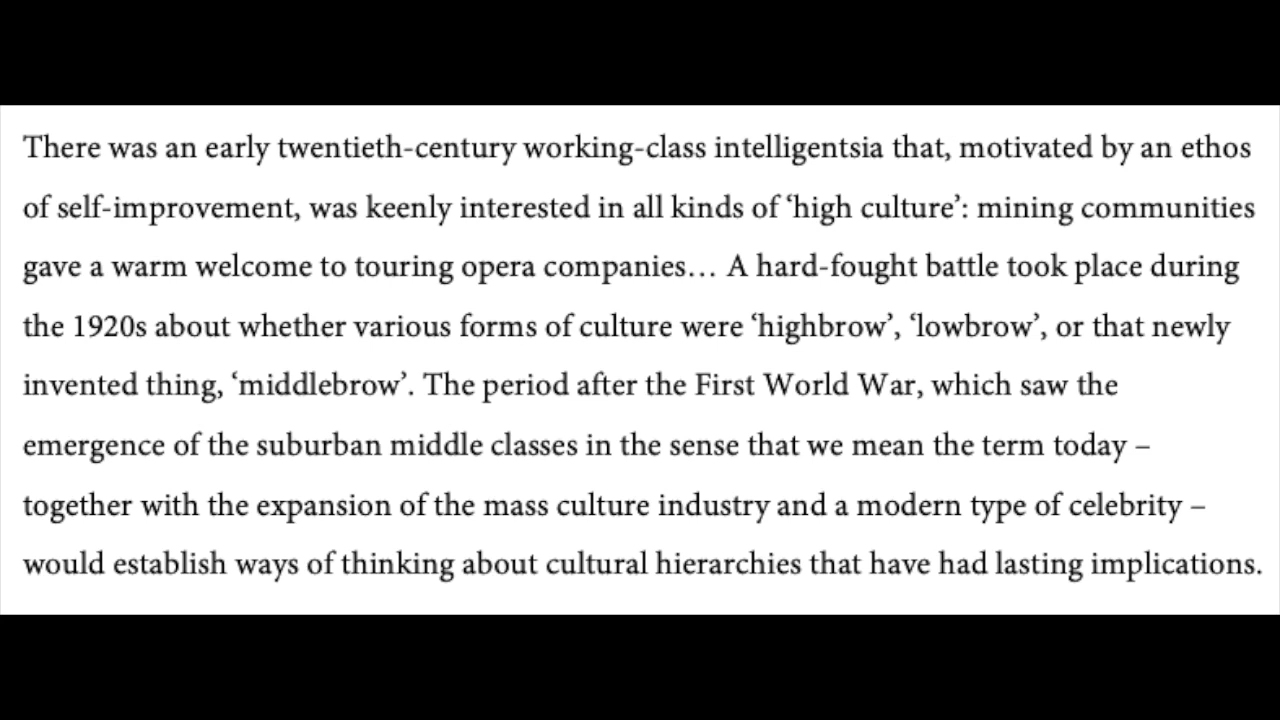 There was an early twentieth-century working-class intelligentsia that, motivated by an ethos
of self-improvement, was keenly interested in all kinds of ‘high culture’: mining communities
gave a warm welcome to touring opera companies… A hard-fought battle took place during
the 1920s about whether various forms of culture were ‘highbrow’, ‘lowbrow’, or that newly
invented thing, ‘middlebrow’. The period after the First World War, which saw the
emergence of the suburban middle classes in the sense that we mean the term today –
together with the expansion of the mass culture industry and a modern type of celebrity –
would establish ways of thinking about cultural hierarchies that have had lasting implications.